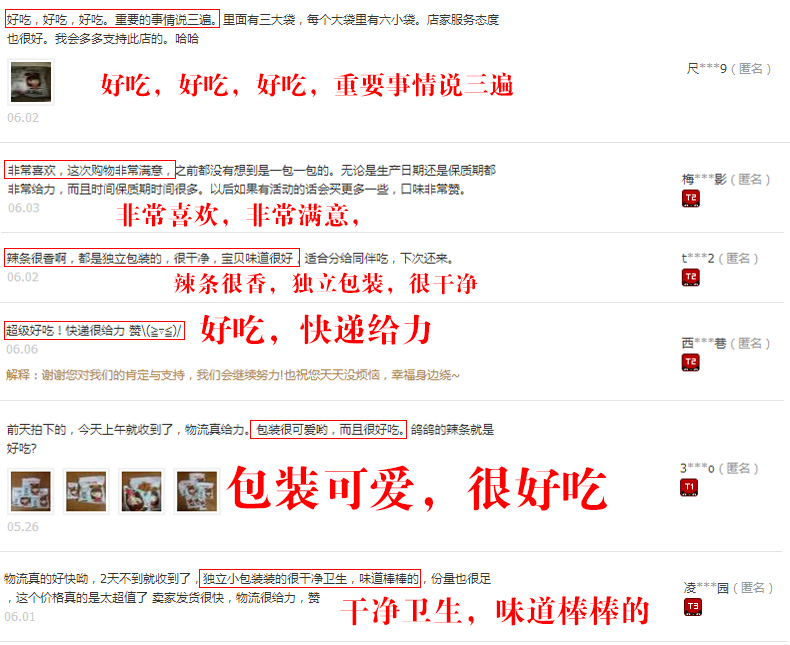 好吃,好吃,好吃。重要的事情说三遍。里面有三大袋,每个大袋里有六小袋。店家服务态度
也很好。我会多多支持此店的。哈哈
尺***9(匿名)
好吃,好吃,好吃,重要事情说三遍
06.02
非常喜欢,这次购物非常满意,之前都没有想到是一包一包的。无论是生产日期还是保质期都
非常给力,而且时间保质期时间很多。以后如果有活动的话会买更多一些,口味非常赞。
梅***影(匿名)
T2
06.03
非常喜欢,非常满意,
辣条很香啊,都是独立包装的,很干净,宝贝味道很好,适合分给同伴吃,下次还来。
t***2(匿名)
T2
06.02
辣条很香,独立包装,很干净
超级好吃!快递很给力 赞\(≧▽≦)/
好吃,快递给力
06.06
西***巷(匿名)
T2
解释:谢谢您对我们的肯定与支持,我们会继续努力!也祝您天天没烦恼,幸福身边绕~
前天拍下的,今天上午就收到了,物流真给力。包装很可爱哟,而且很好吃。鸽鸽的辣条就是
好吃?
3***o(匿名)
T1
包装可爱,很好吃
05.26
物流真的好快呦,2天不到就收到了,独立小包装装的很干净卫生,味道棒棒的,份量也很足
,这个价格真的是太超值了 卖家发货很快,物流很给力,赞
凌***园(匿名)
T3
06.01
干净卫生,味道棒棒的